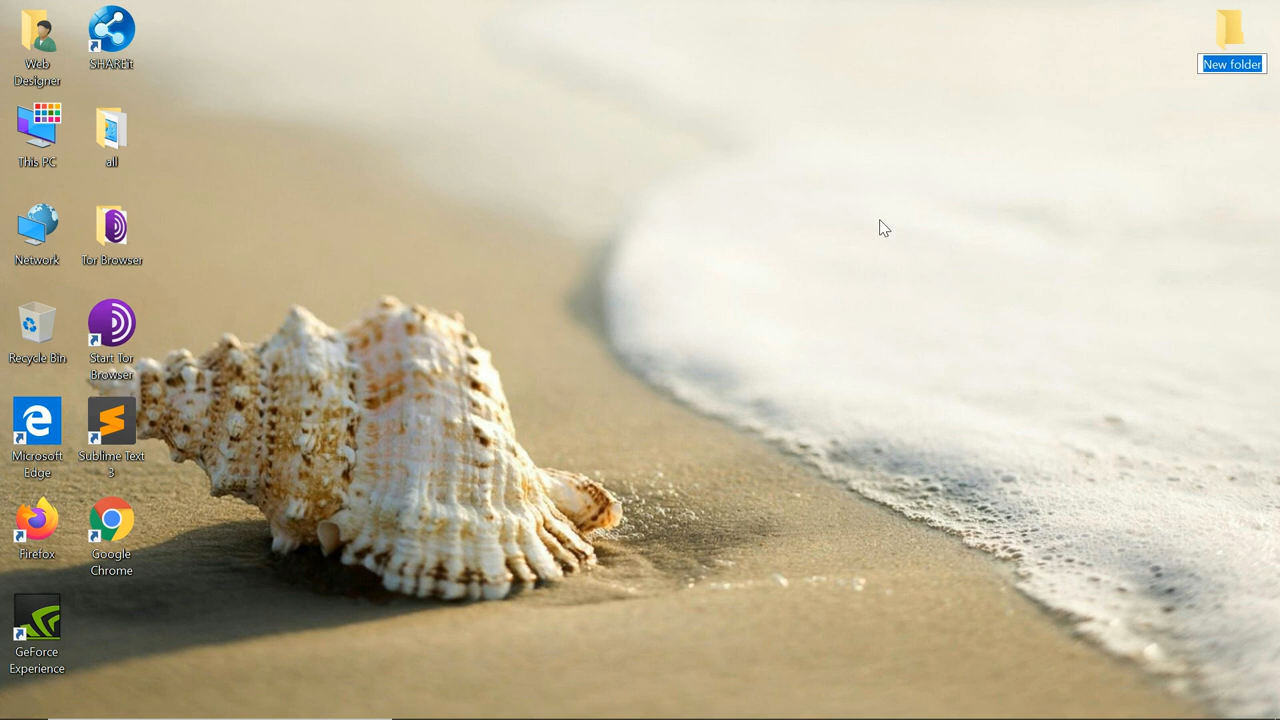 Web
Designer
SHAREit
This PC
all
Network
Tor Browser
Recycle Bin
Start Tor
Browser
Microsoft
Edge
Sublime Text
3
Firefox
Google
Chrome
GeForce
Experience
New folder